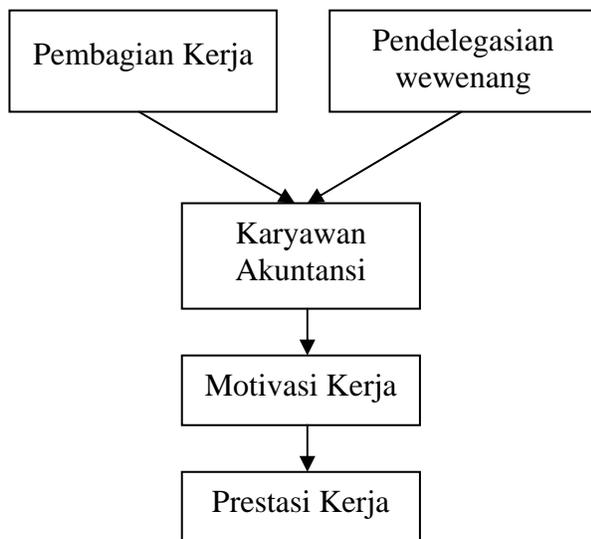 Pembagian Kerja
Pendelegasian
wewenang
Karyawan
Akuntansi
Motivasi Kerja
Prestasi Kerja